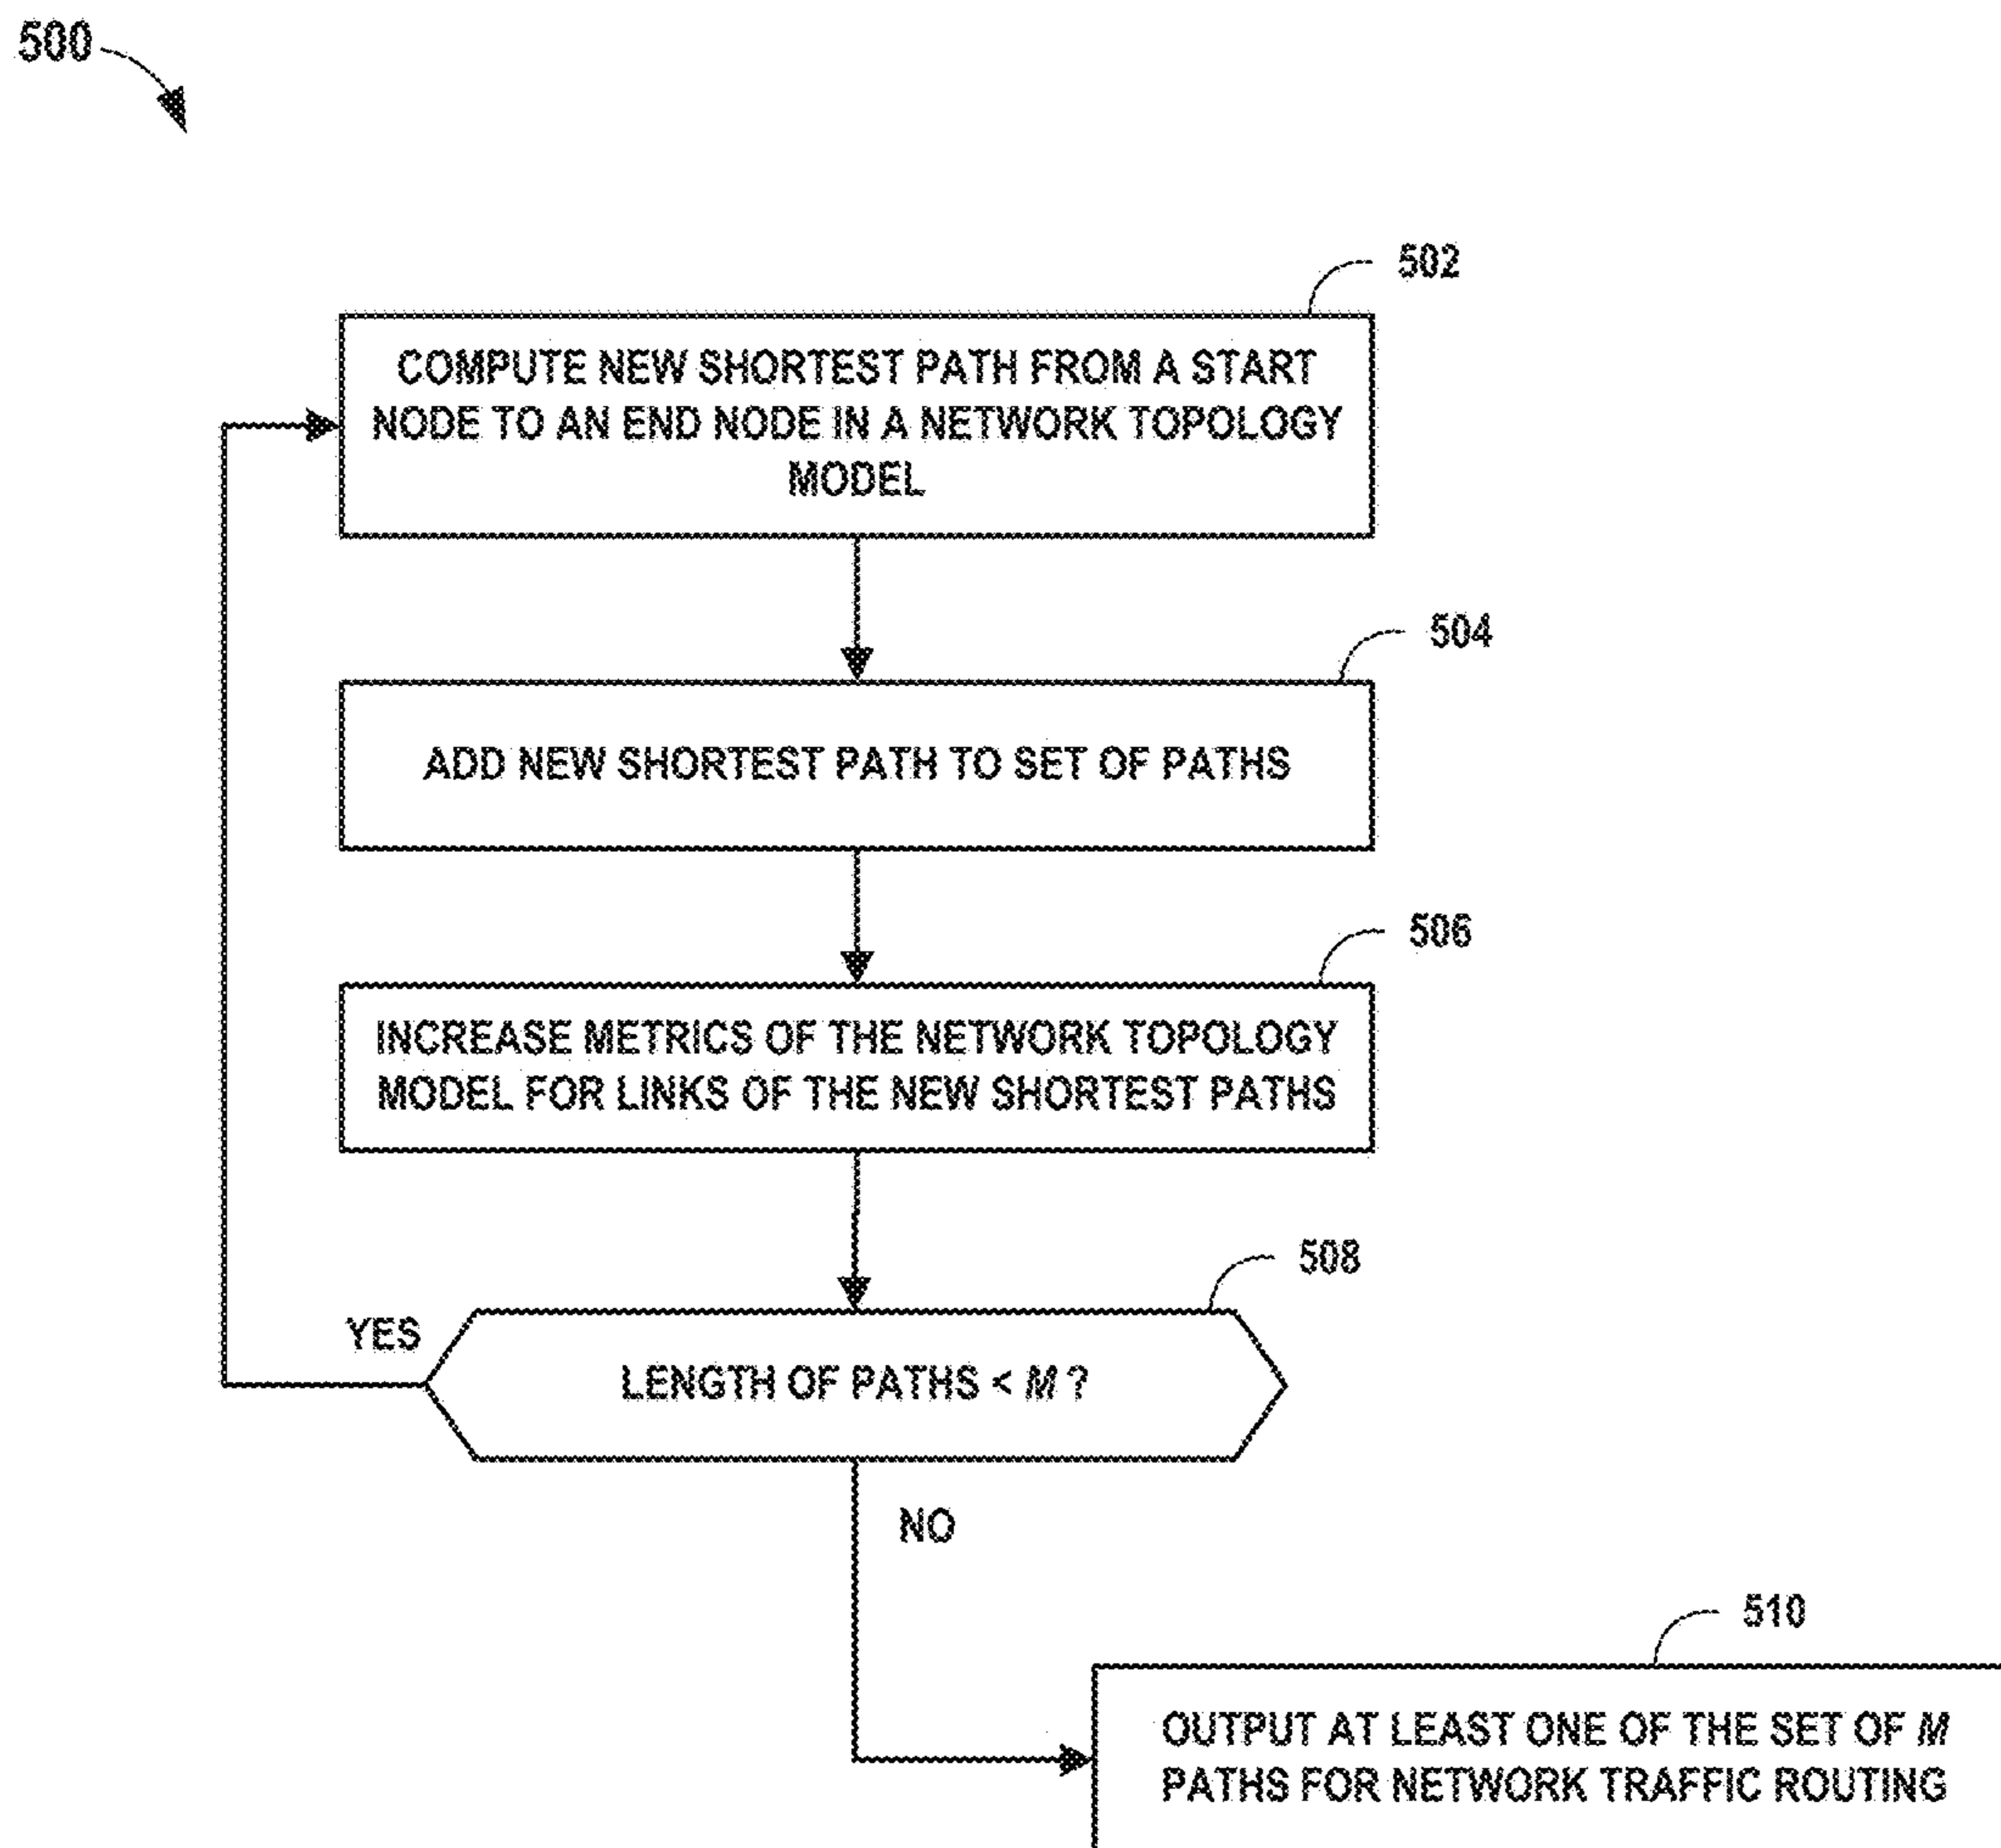 500
502
COMPUTE NEW SHORTEST PATH FROM A START
NODE TO AN END NODE IN A NETWORK TOPOLOGY
MODEL
504
ADD NEW SHORTEST PATH TO SET OF PATHS
506
INCREASE METRICS OF THE NETWORK TOPOLOGY
MODEL FOR LINKS OF THE NEW SHORTEST PATHS
508
YES
LENGTH OF PATHS < M ?
NO
510
OUTPUT AT LEAST ONE OF THE SET OF M
PATHS FOR NETWORK TRAFFIC ROUTING